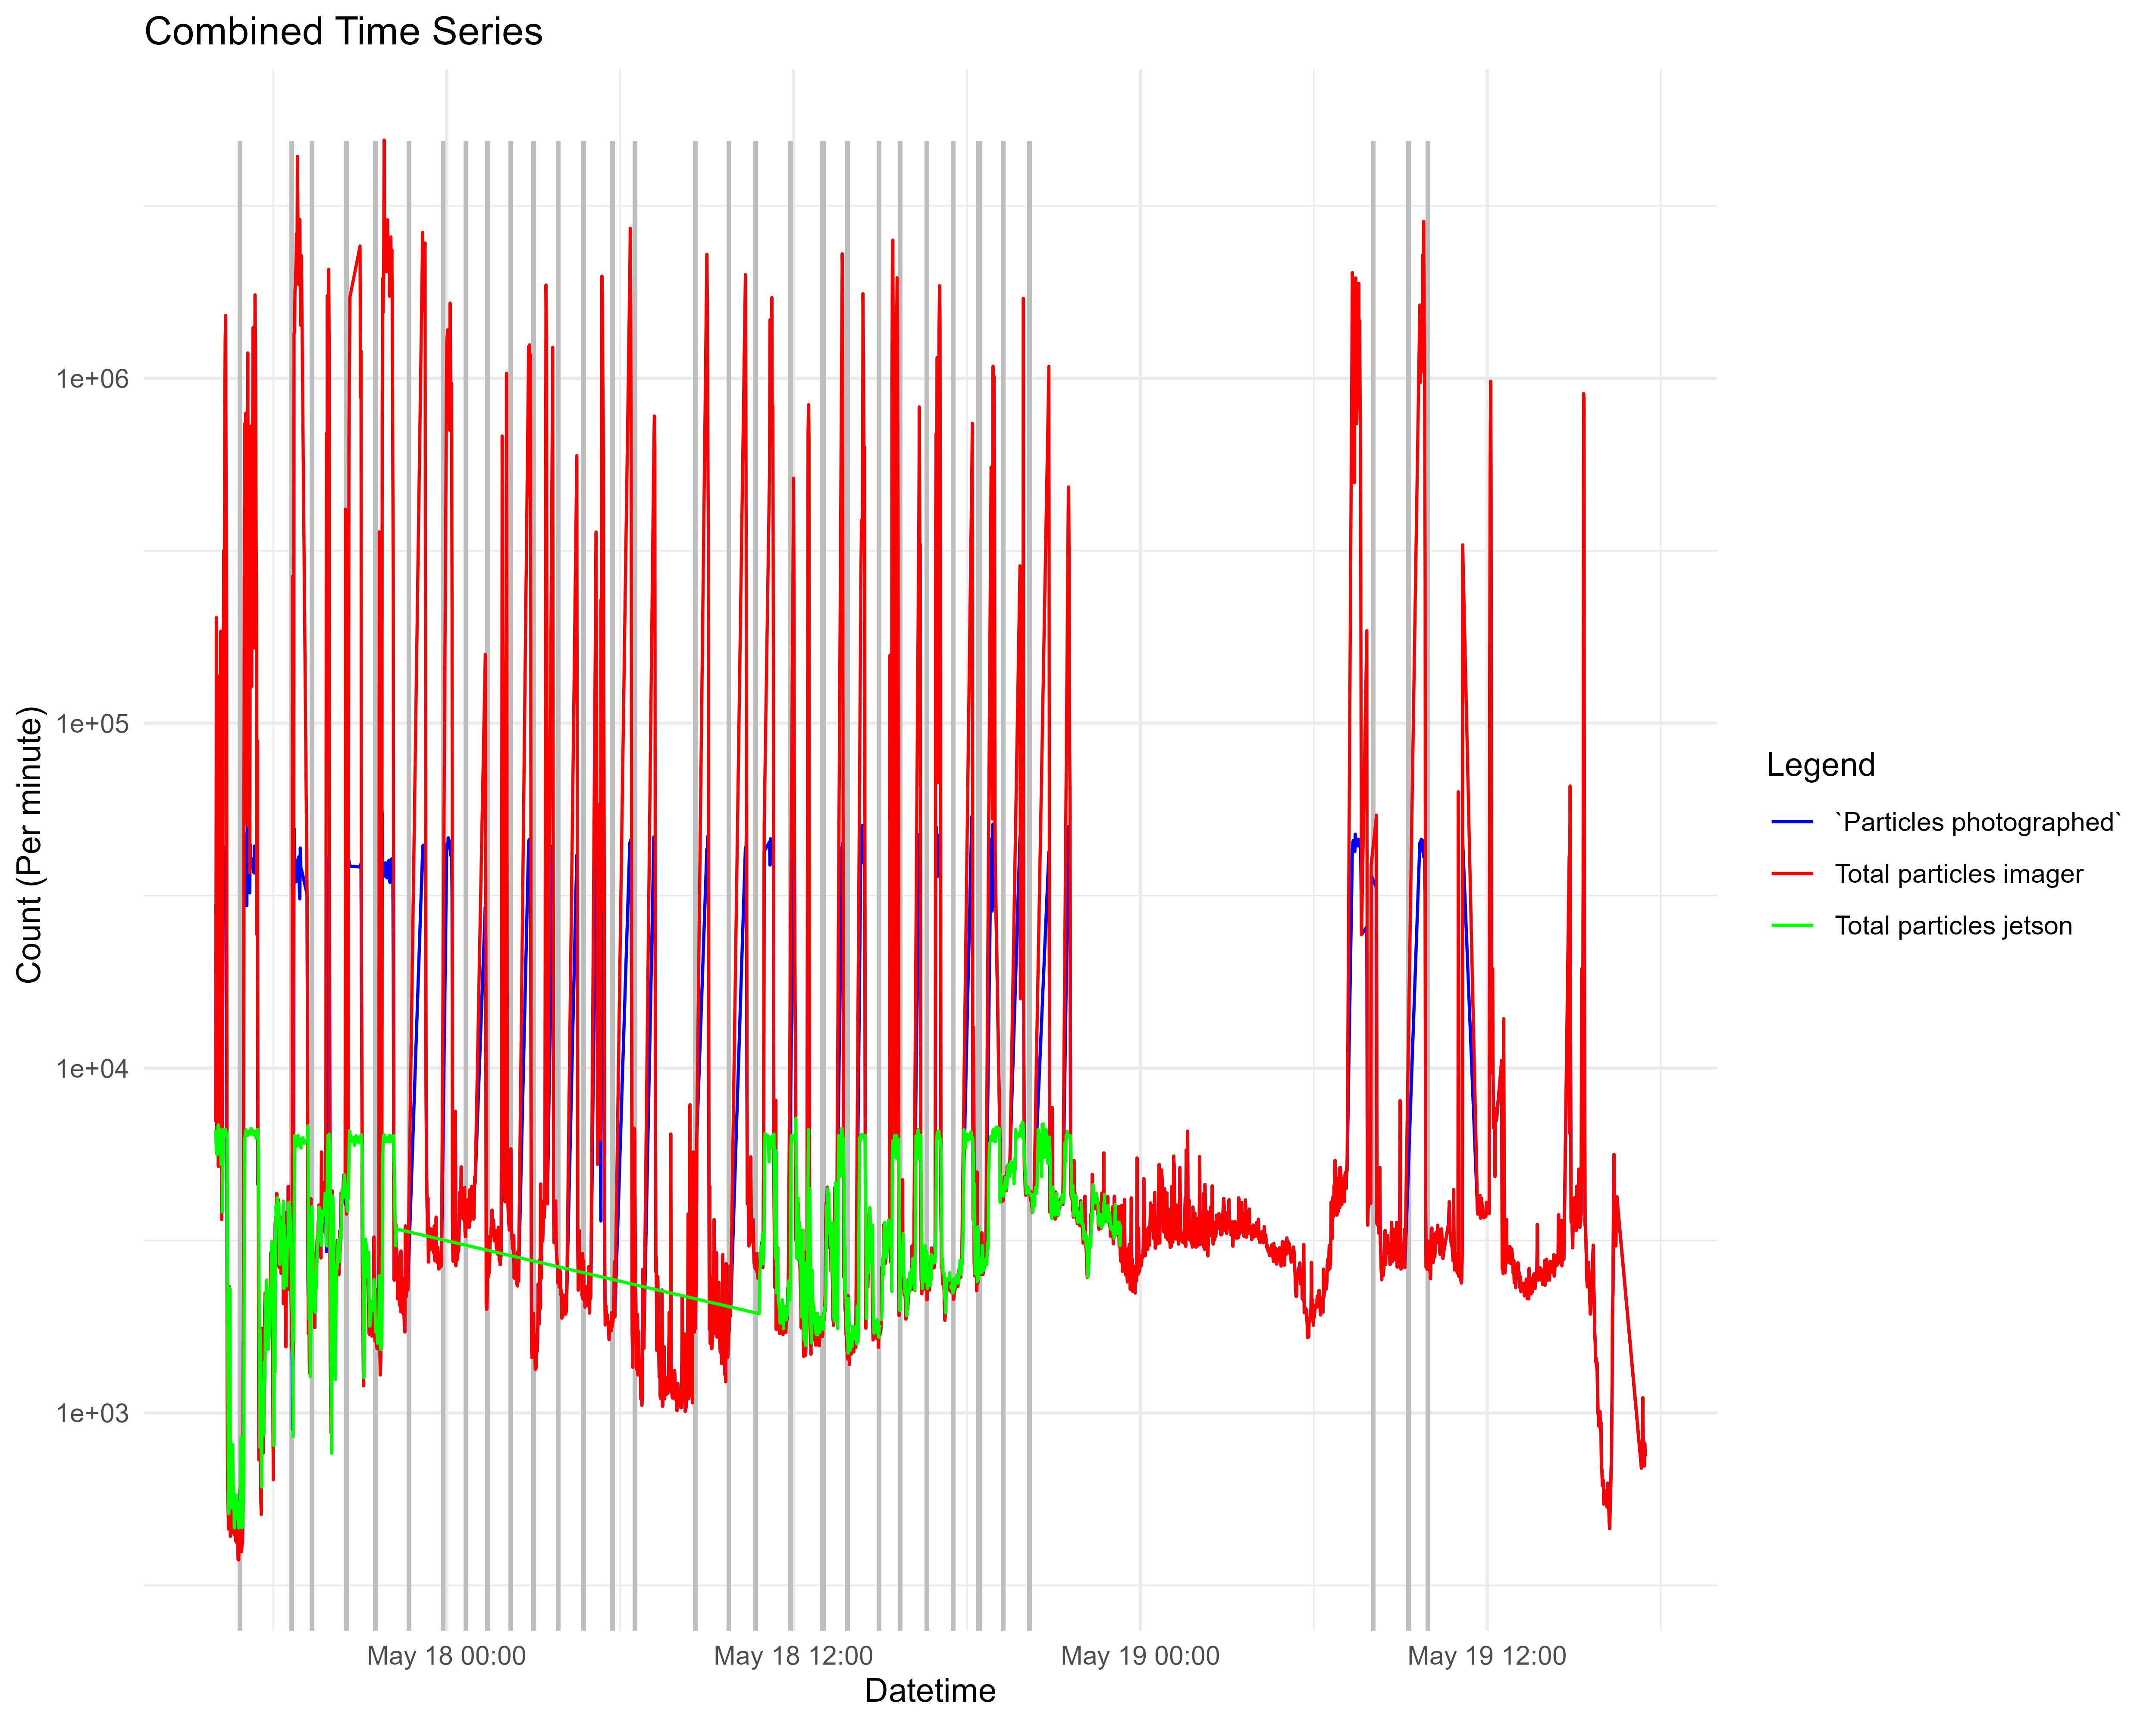 Combined Time Series
1e+06
1e+05
1e+04
1e+03
Count (Per minute)
May 18 00:00
May 18 12:00
May 19 00:00
May 19 12:00
Datetime
Legend
`Particles photographed`
Total particles imager
Total particles jetson